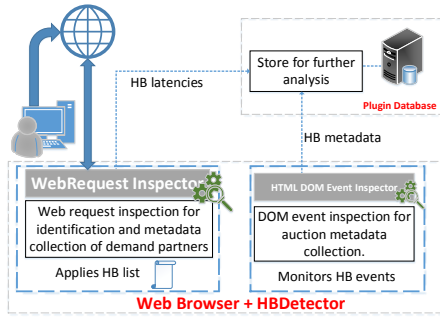 Store for further
analysis
Plugin Database
HB latencies
HB metadata
WebRequest Inspector
HTML DOM Event Inspector
Web request inspection for
identification and metadata
collection of demand partners
DOM event inspection for
auction metadata
collection.
Applies HB list
Monitors HB events
Web Browser + HBDetector